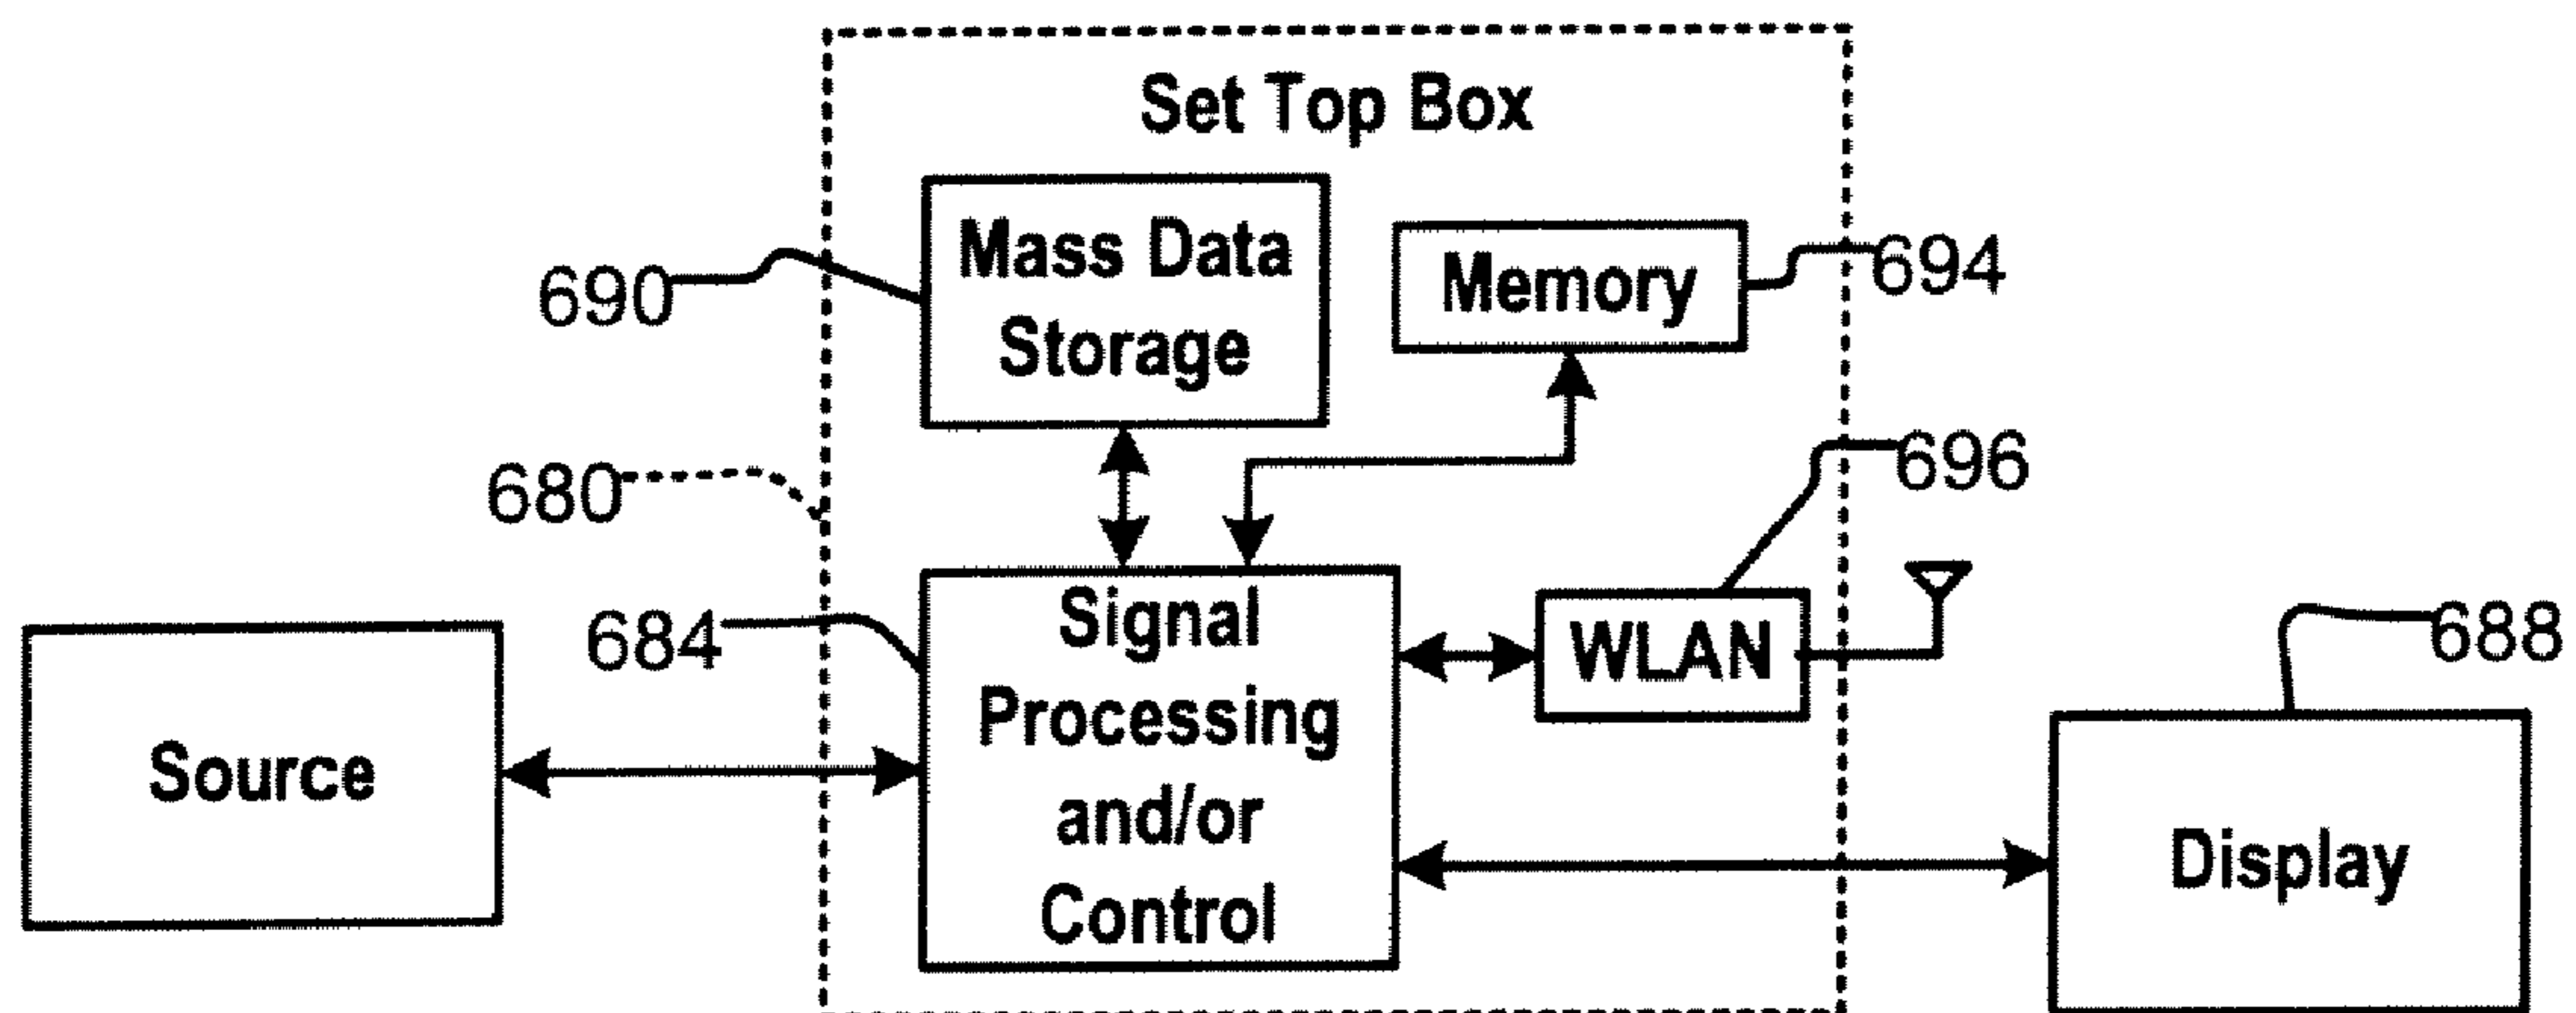 Set Top Box
Mass Data
Storage
Memory
690
694
680
696
684
Signal
Processing
and/or
Control
WLAN
688
Source
Display